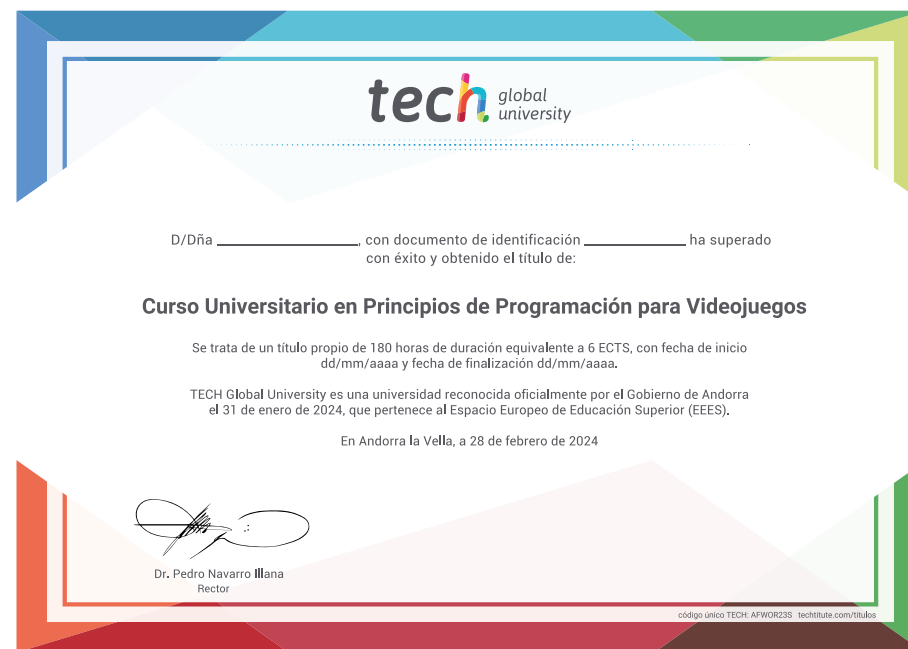 tech global university
D/Dña ________________, con documento de identificación ____________ ha superado
con éxito y obtenido el título de:
Curso Universitario en Principios de Programación para Videojuegos
Se trata de un título propio de 180 horas de duración equivalente a 6 ECTS, con fecha de inicio
dd/mm/aaaa y fecha de finalización dd/mm/aaaa.
TECH Global University es una universidad reconocida oficialmente por el Gobierno de Andorra
el 31 de enero de 2024, que pertenece al Espacio Europeo de Educación Superior (EEES).
En Andorra la Vella, a 28 de febrero de 2024
Dr. Pedro Navarro Illana
Rector
código único TECH: AFWOR23S techtitute.com/titulos